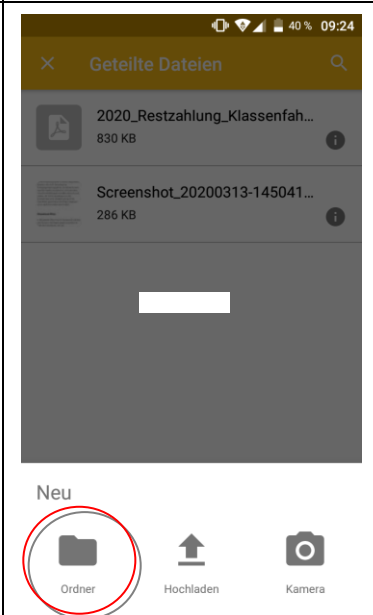 40 % 09:24
Geteilte Dateien
2020_Restzahlung_Klassenfah...
830 KB
Screenshot_20200313-145041...
286 KB
Neu
Ordner Hochladen Kamera